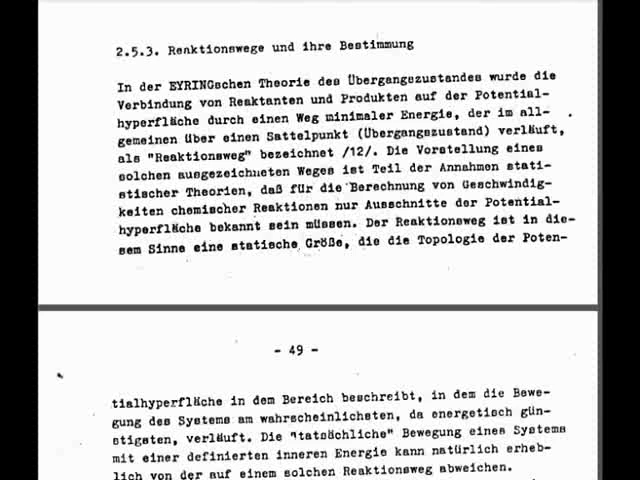 2.5.3. Reaktionswege und ihre Bestimmung
In der EYRINGschen Theorie des Übergangszustandes wurde die
Verbindung von Reaktanten und Produkten auf der Potential-
hyperfläche durch einen Weg minimaler Energie, der im all-
gemeinen über einen Sattelpunkt (Übergangszustand) verläuft,
als "Reaktionsweg" bezeichnet /12/. Die Vorstellung eines
solchen ausgezeichneten Weges ist Teil der Annahmen stati-
stischer Theorien, daß für die Berechnung von Geschwindig-
keiten chemischer Reaktionen nur Ausschnitte der Potential-
hyperfläche bekannt sein müssen. Der Reaktionsweg ist in die-
sem Sinne eine statische Größe, die die Topologie der Poten-
- 49 -
tialhyperfläche in dem Bereich beschreibt, in dem die Bewe-
gung des Systems am wahrscheinlichsten, da energetisch gün-
stigsten, verläuft. Die "tatsächliche" Bewegung eines Systems
mit einer definierten inneren Energie kann natürlich erheb-
lich von der auf einem solchen Reaktionsweg abweichen.